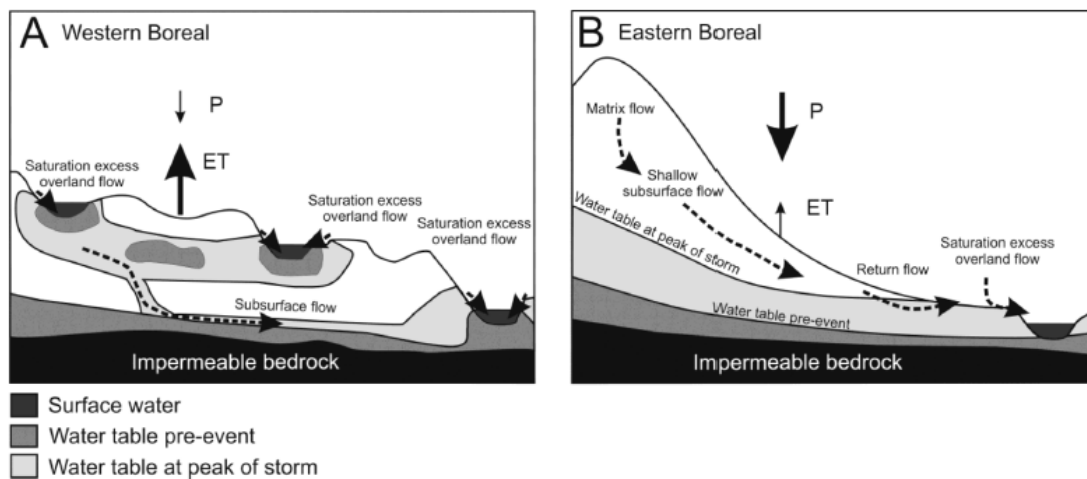 A Western Boreal
P
ET
Saturation excess
overland flow
Saturation excess
overland flow
Saturation excess
overland flow
Subsurface flow
Impermeable bedrock
B Eastern Boreal
Matrix flow
P
Shallow
subsurface flow
ET
Water table at peak of storm
Return flow
Saturation excess
overland flow
Water table pre-event
Impermeable bedrock
Surface water
Water table pre-event
Water table at peak of storm